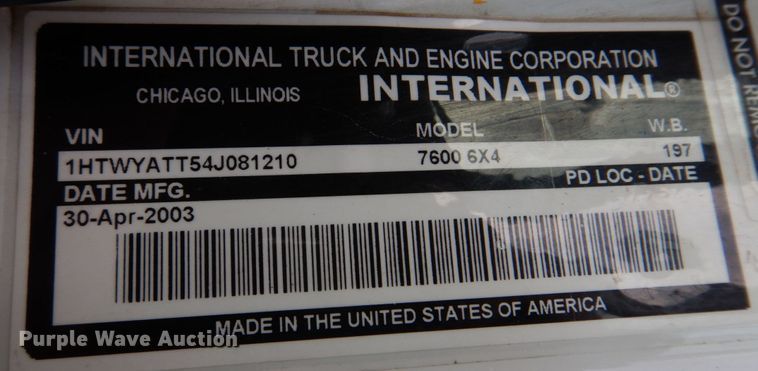 INTERNATIONAL TRUCK AND ENGINE CORPORATION
CHICAGO, ILLINOIS INTERNATIONAL®
VIN MODEL W.B.
1HTWYATT54J081210 7600 6X4 197
DATE MFG. PD LOC - DATE
30-Apr-2003
MADE IN THE UNITED STATES OF AMERICA
DO NOT
Purple Wave Auction